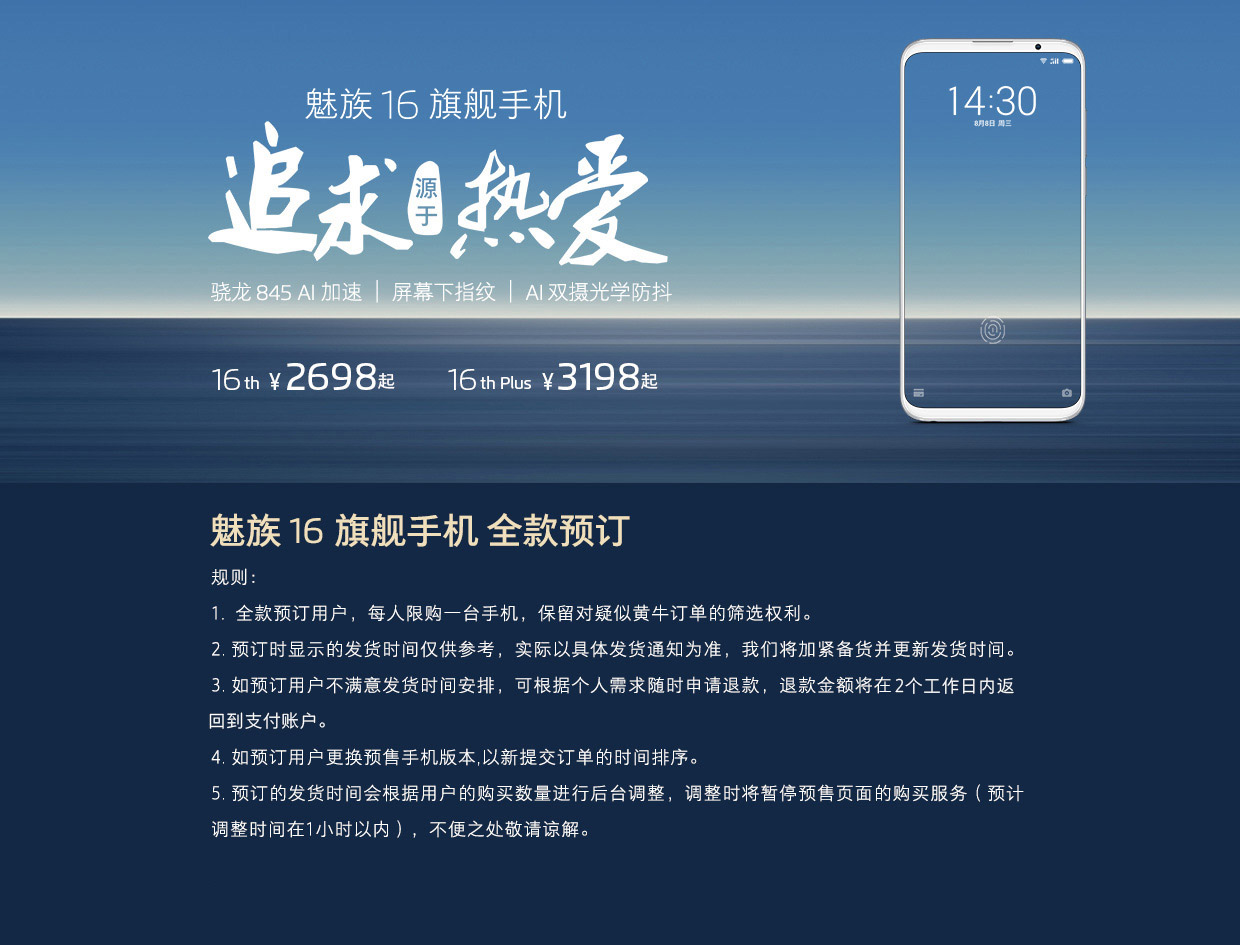 魅族 16 旗舰手机
追求源于热爱
骁龙 845 AI 加速 | 屏幕下指纹 | AI 双摄光学防抖
16th ¥2698起 16th Plus ¥3198起
14:30
8月8日 周三
魅族 16 旗舰手机 全款预订
规则：
1. 全款预订用户，每人限购一台手机，保留对疑似黄牛订单的筛选权利。
2. 预订时显示的发货时间仅供参考，实际以具体发货通知为准，我们将加紧备货并更新发货时间。
3. 如预订用户不满意发货时间安排，可根据个人需求随时申请退款，退款金额将在2个工作日内返
回到支付账户。
4. 如预订用户更换预售手机版本,以新提交订单的时间排序。
5. 预订的发货时间会根据用户的购买数量进行后台调整，调整时将暂停预售页面的购买服务（预计
调整时间在1小时以内），不便之处敬请谅解。